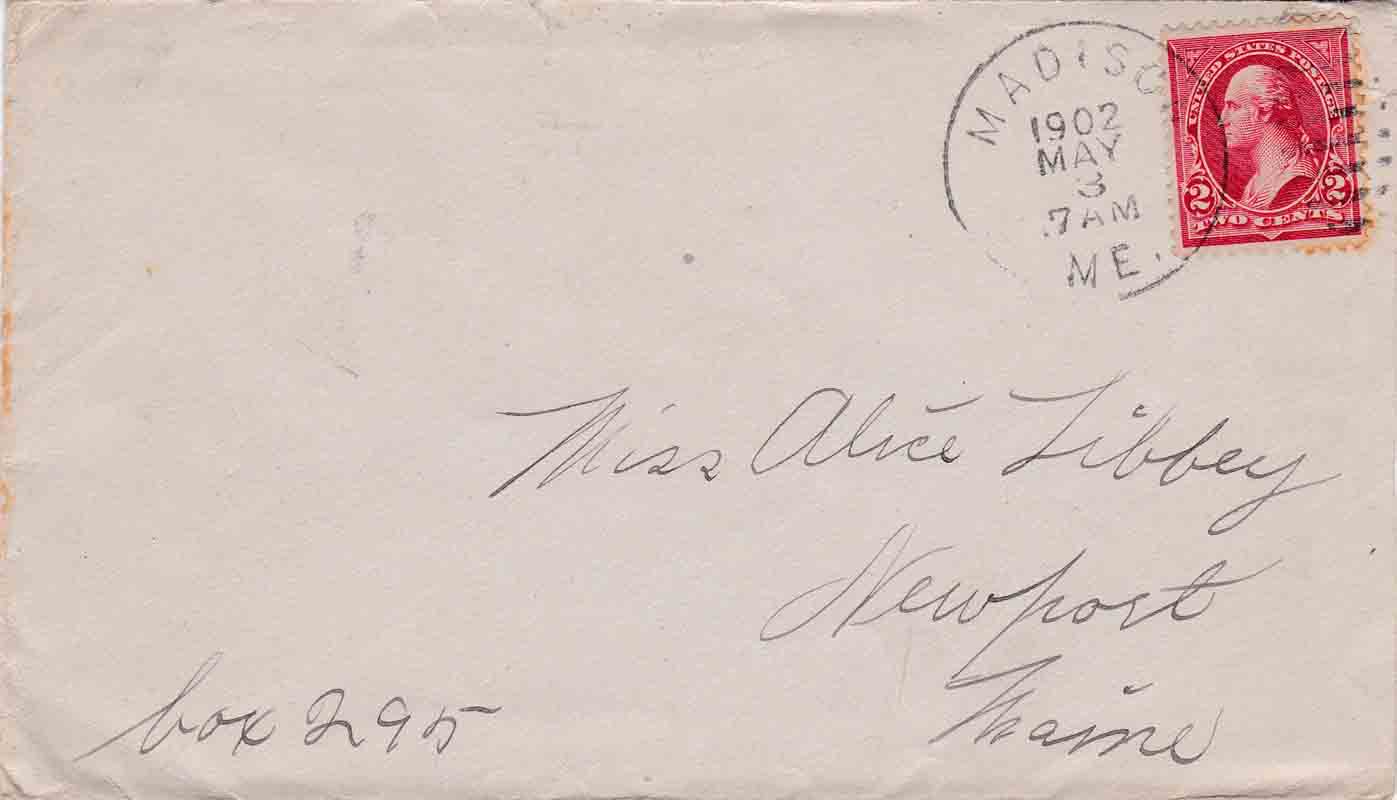 MADISON
1902
MAY
3
7 AM
ME.
UNITED STATES POSTAGE
2 2
TWO CENTS
Miss Alice Libbey
Newport
Maine
box 295